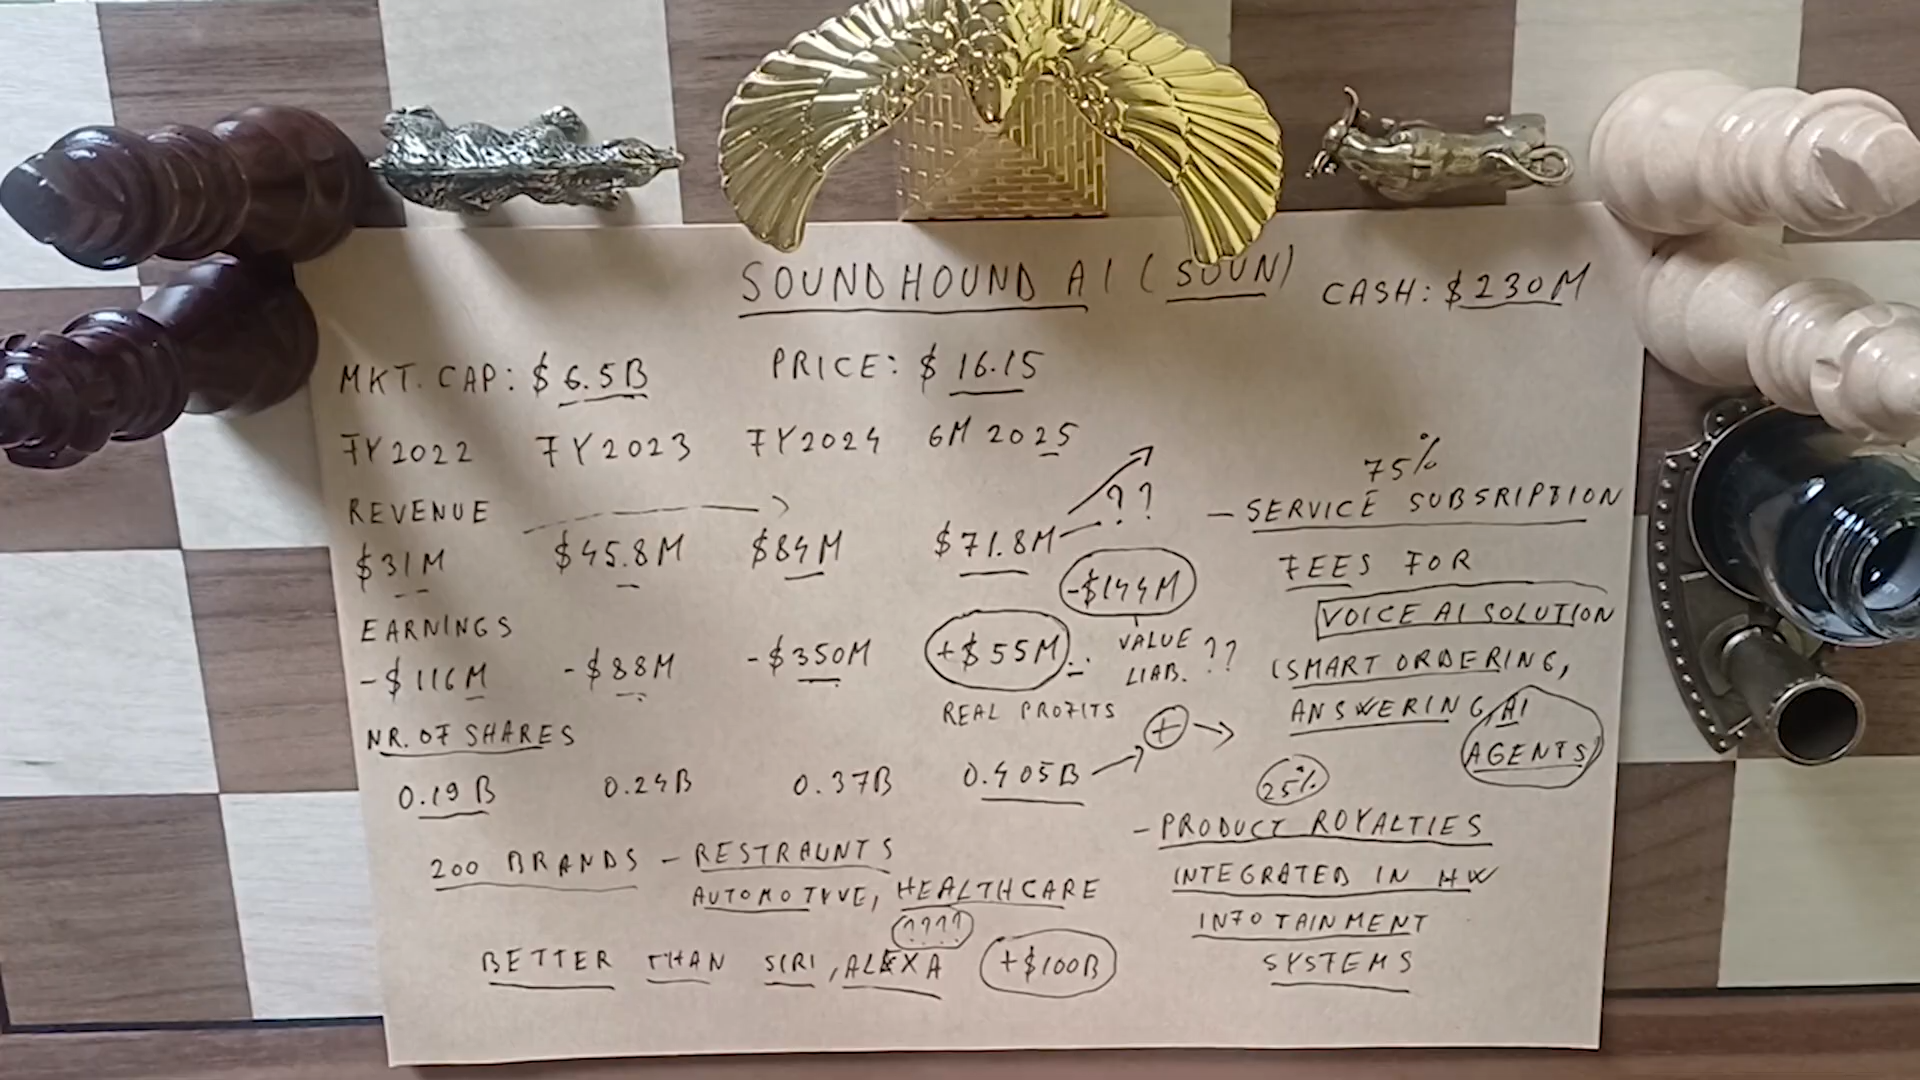 SOUNDHOUND AI (SOUN)
CASH: $230M
MKT. CAP: $6.5B
PRICE: $16.15
FY2022 FY2023 FY2024 6M 2025
REVENUE
$31M $45.8M $84M $71.8M
??
-$144M
VALUE
LIAB. ??
EARNINGS
-$116M -$88M -$350M +$55M
REAL PROFITS
NR. OF SHARES
0.19B 0.24B 0.37B 0.405B
+
200 BRANDS - RESTRAUNTS
AUTOMOTIVE, HEALTHCARE
????
BETTER THAN SIRI, ALEXA +$100B
75%
- SERVICE SUBSRIPTION
FEES FOR
VOICE AI SOLUTION
(SMART ORDERING,
ANSWERING, AI
AGENTS)
25%
- PRODUCT ROYALTIES
INTEGRATED IN HW
INFOTAINMENT
SYSTEMS